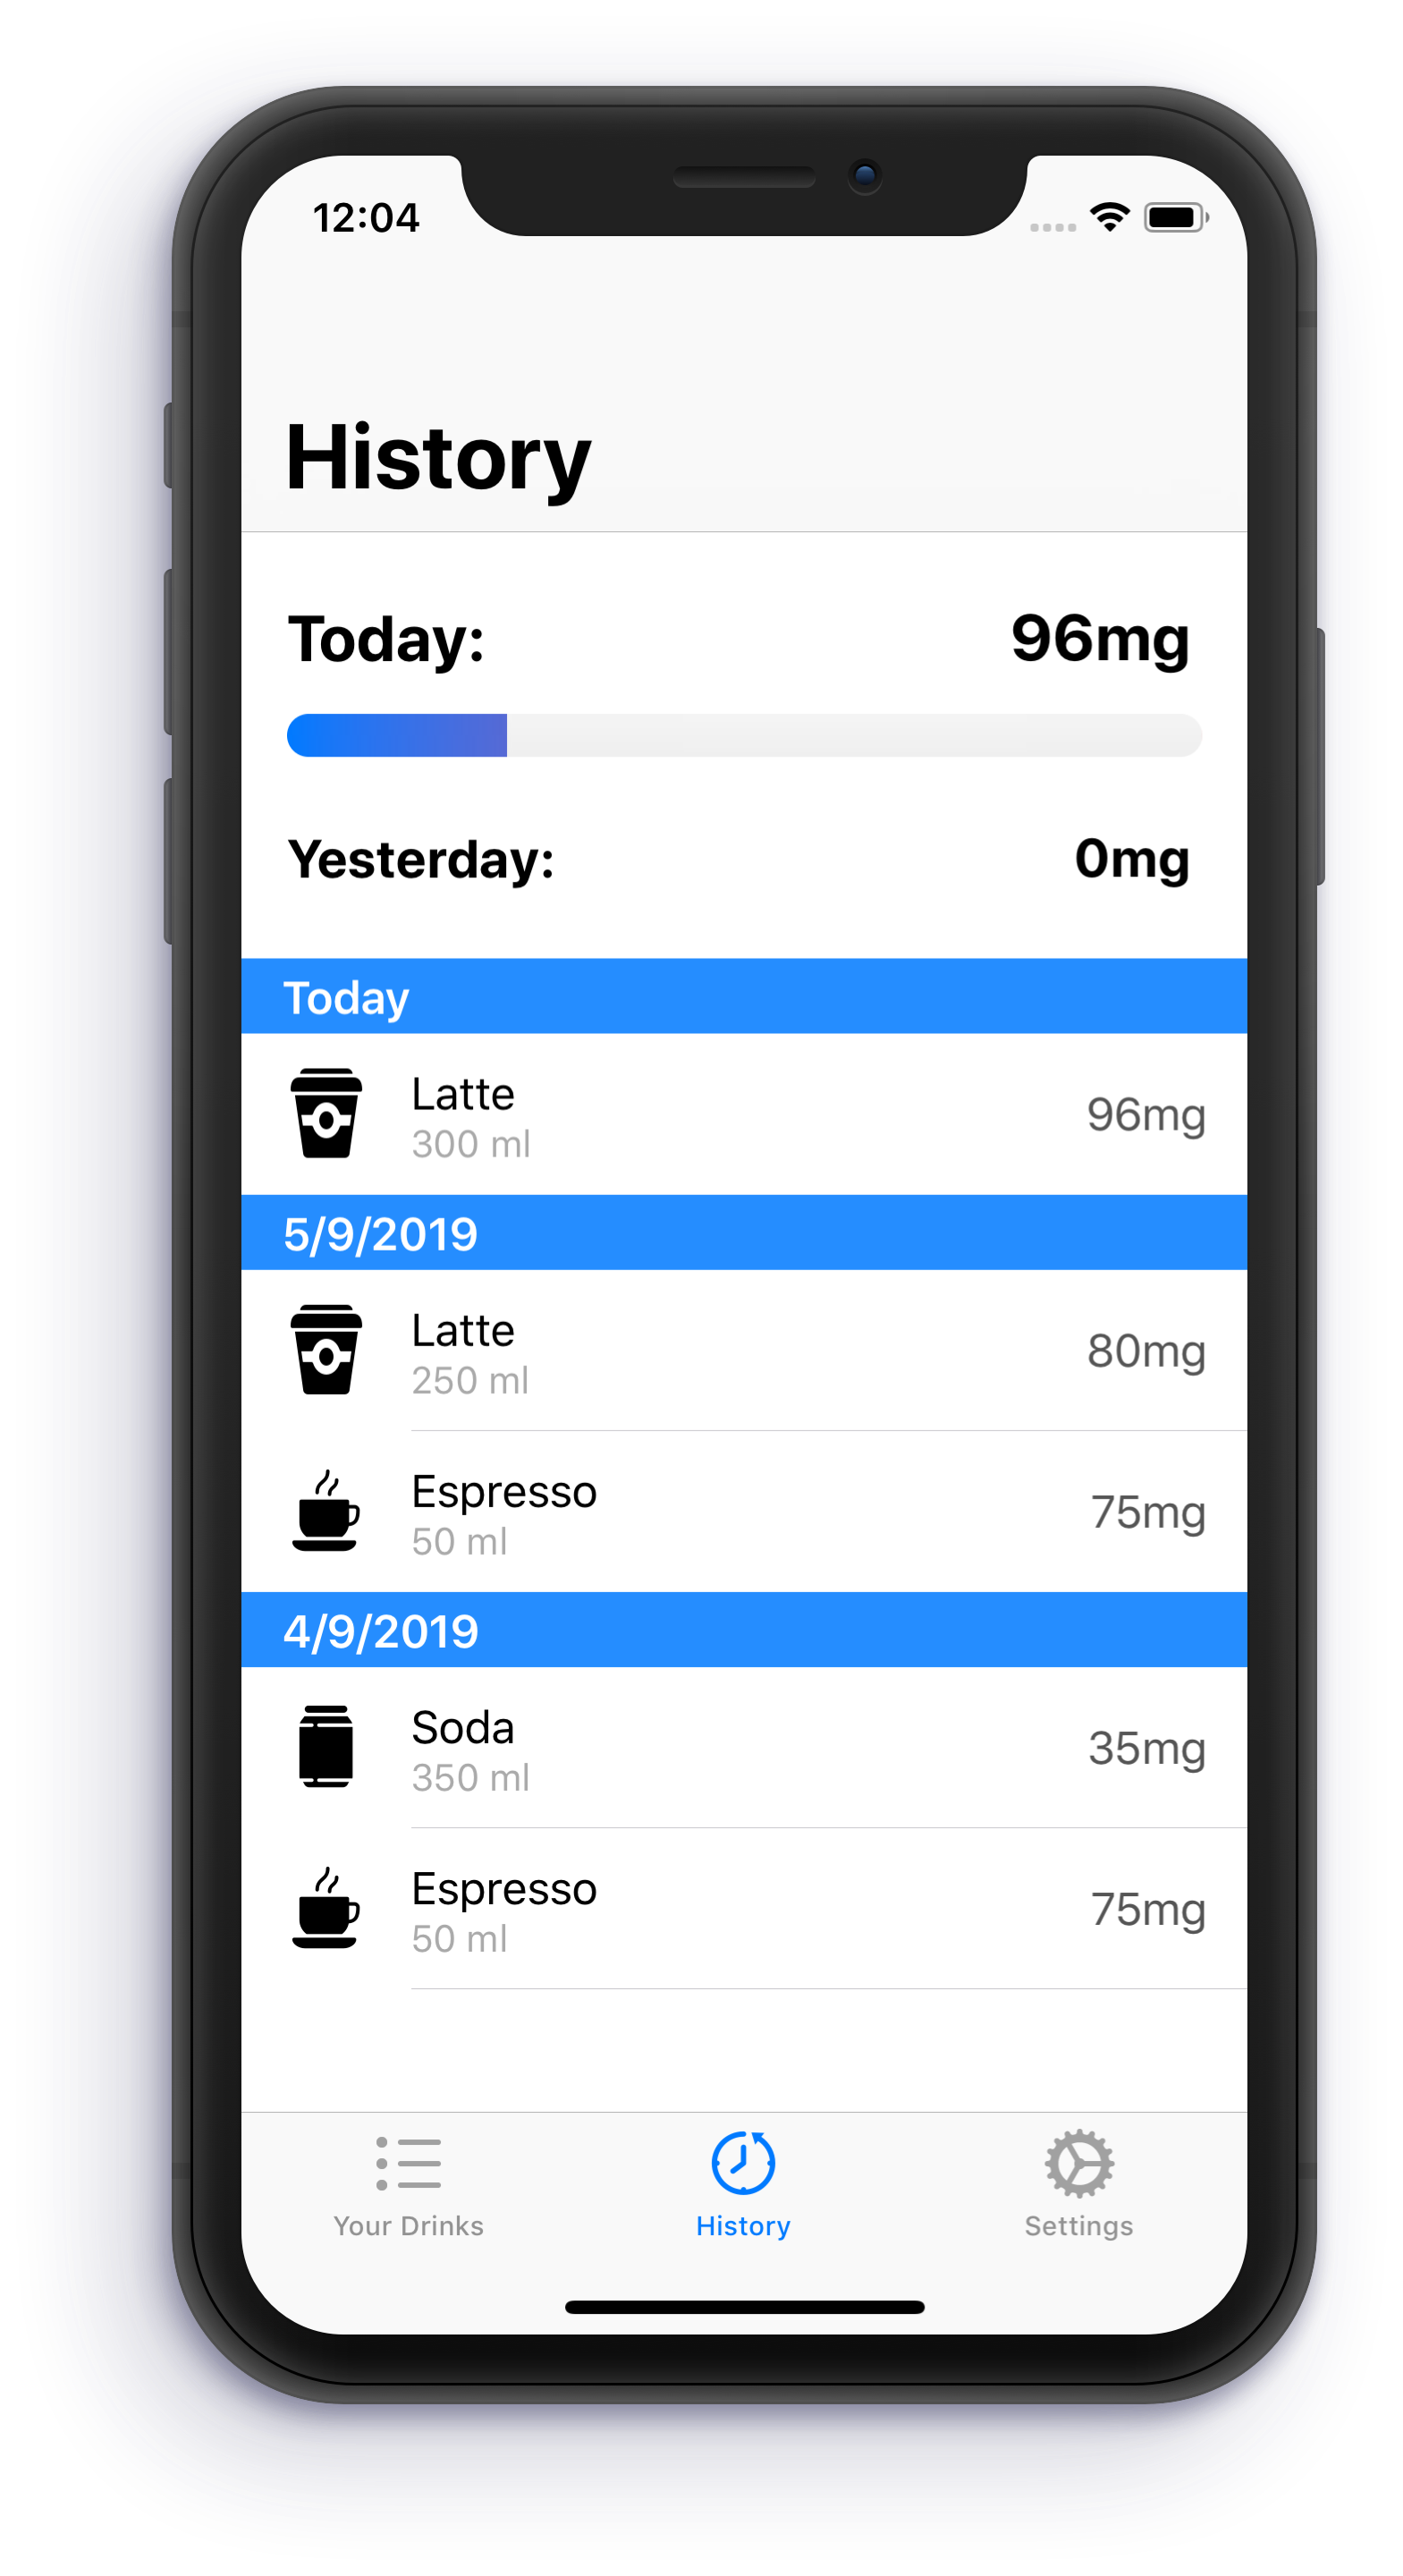 12:04
History
Today: 96mg
Yesterday: 0mg
Today
Latte
300 ml
96mg
5/9/2019
Latte
250 ml
80mg
Espresso
50 ml
75mg
4/9/2019
Soda
350 ml
35mg
Espresso
50 ml
75mg
Your Drinks History Settings